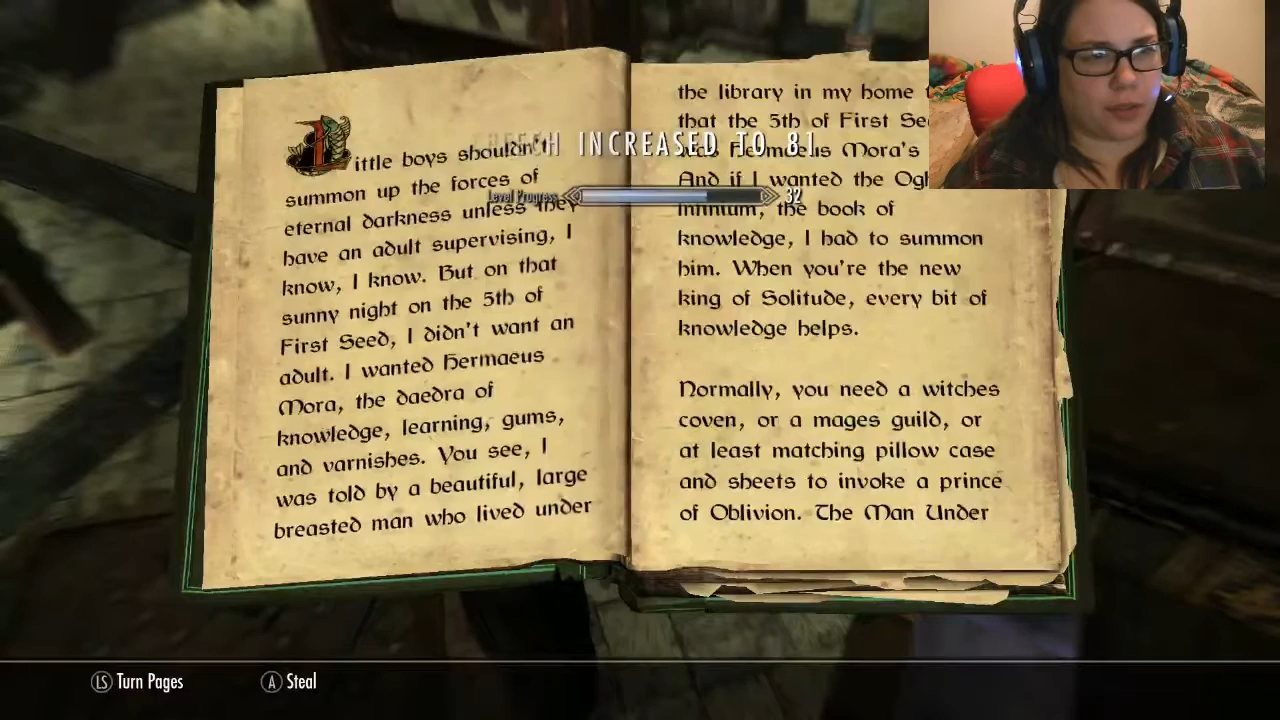 Little boys shouldn't
summon up the forces of
eternal darkness unless they
have an adult supervising, I
know, I know. But on that
sunny night on the 5th of
First Seed, I didn't want an
adult. I wanted Hermaeus
Mora, the daedra of
knowledge, learning, gums,
and varnishes. You see, I
was told by a beautiful, large
breasted man who lived under
the library in my home
that the 5th of First
Hermaeus Mora's
And if I wanted the
Infinium, the book of
knowledge, I had to summon
him. When you're the new
king of Solitude, every bit of
knowledge helps.
Normally, you need a witches
coven, or a mages guild, or
at least matching pillow case
and sheets to invoke a prince
of Oblivion. The Man Under
INCREASED TO 81
Level Progress 32
LS Turn Pages
A Steal